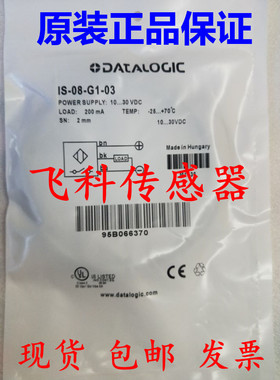 原装正品保证
DATALOGIC
IS-08-G1-03
POWER SUPPLY: 10...30 VDC
LOAD: 200 mA TEMP: -25..+70°C
SN: 2 mm 10...30VDC
bn
bk
LOAD
Made in Hungary
飞科传感器
UL LISTED
95B066370
www.datalogic.com
现货 包邮 发票